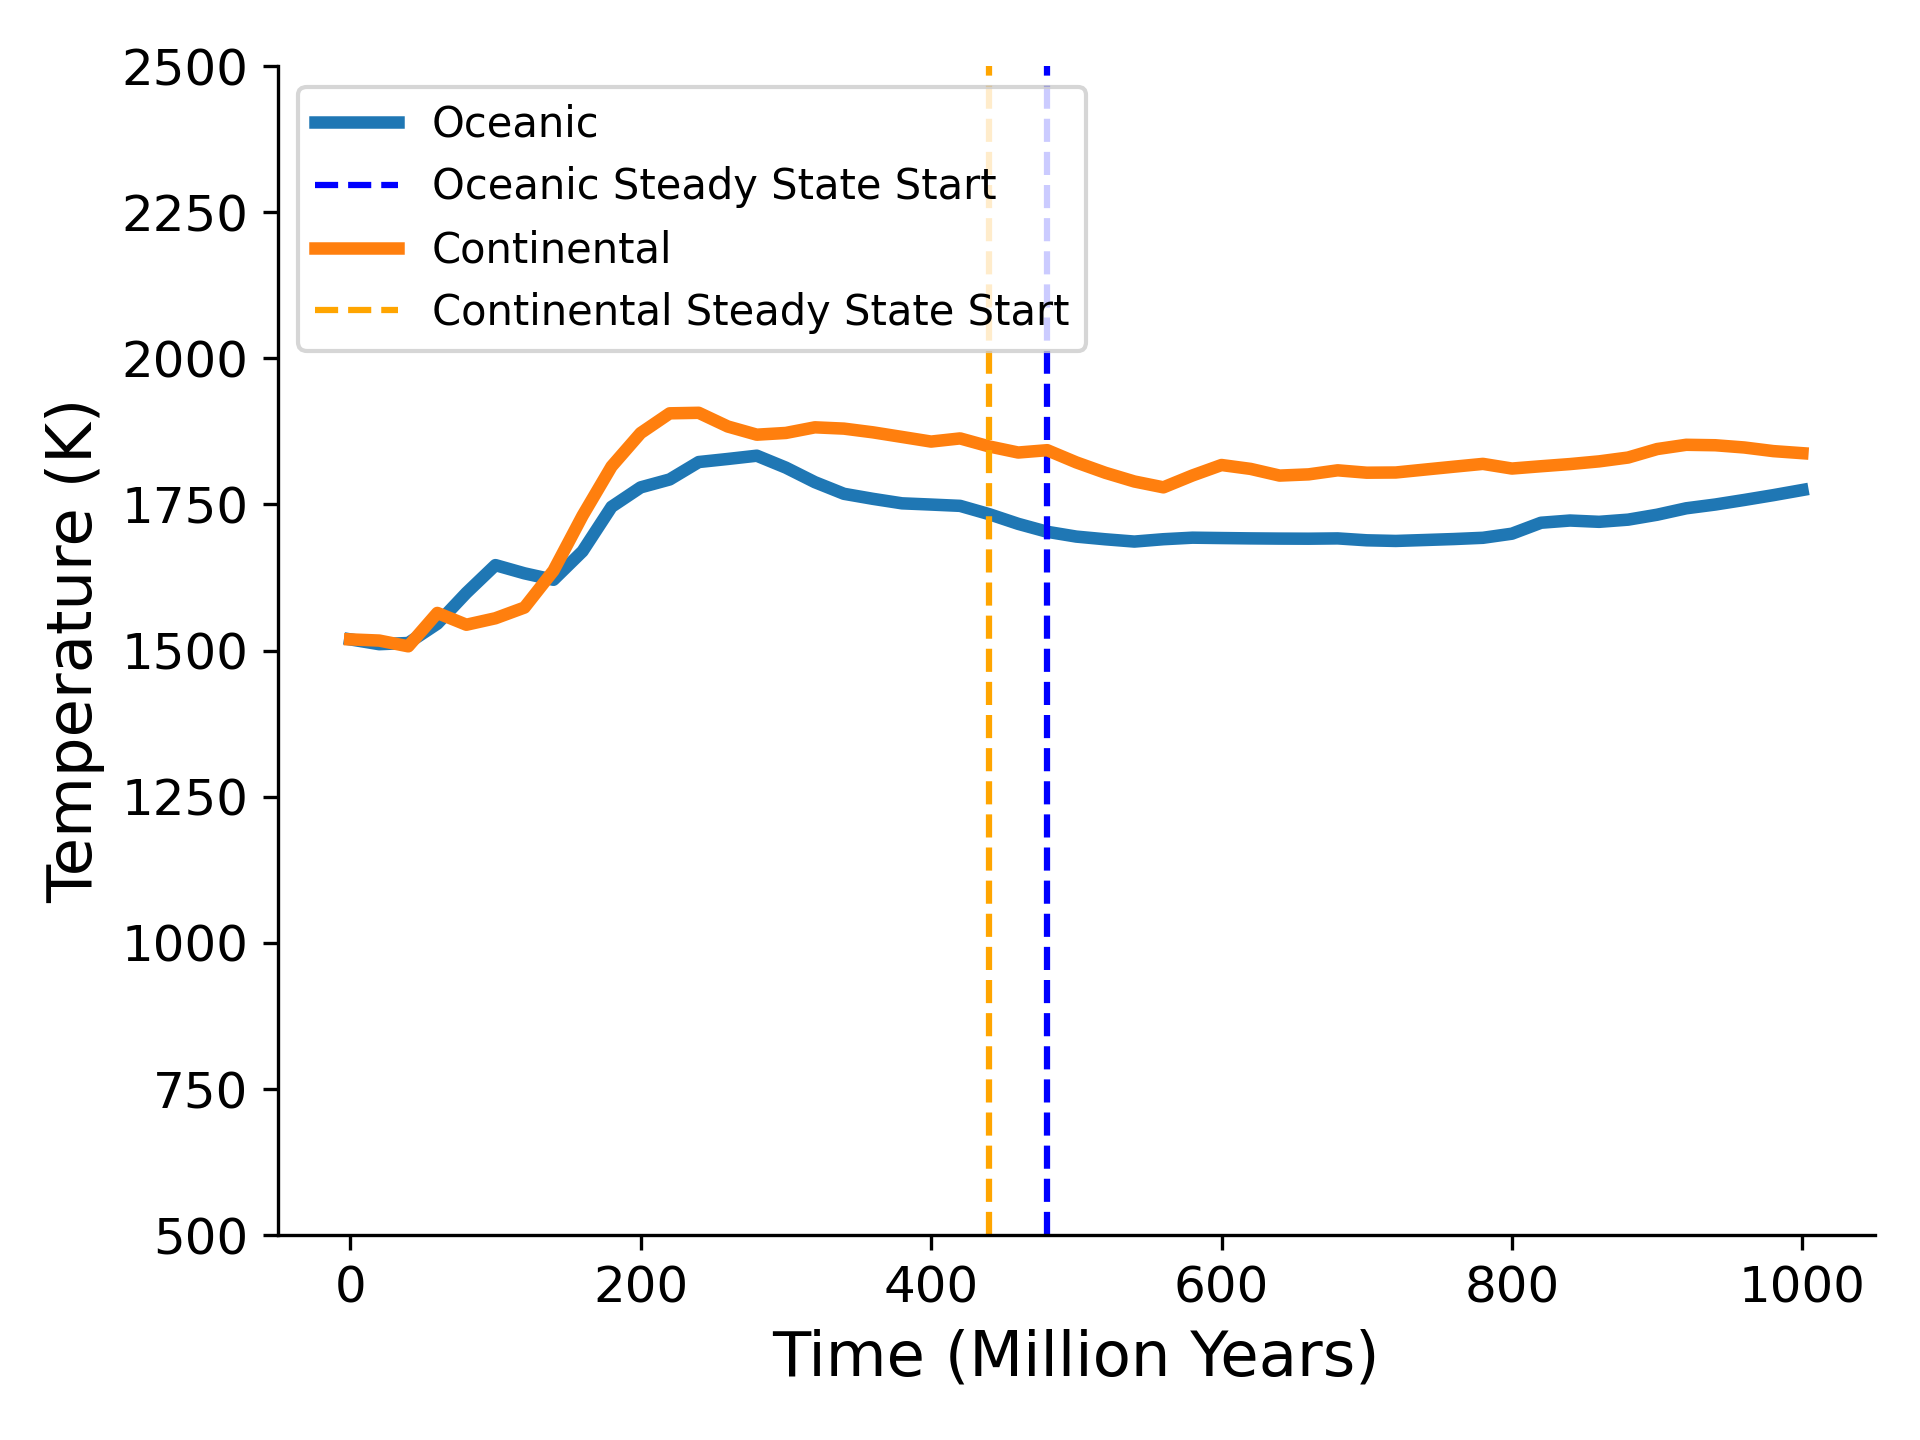 2500
2250
2000
1750
1500
1250
1000
750
500
Temperature (K)
Oceanic
Oceanic Steady State Start
Continental
Continental Steady State Start
0 200 400 600 800 1000
Time (Million Years)